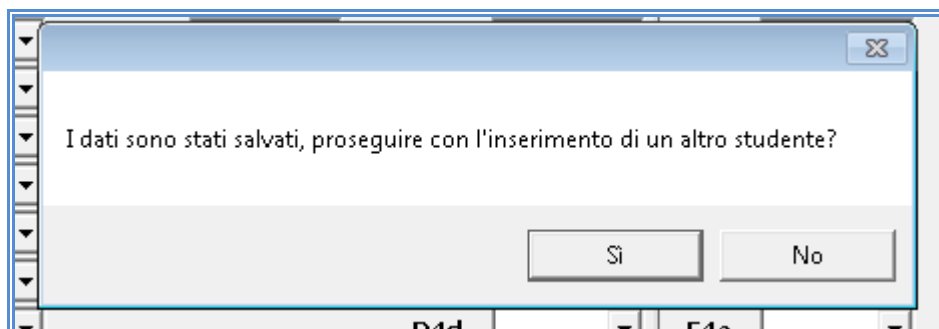 I dati sono stati salvati, proseguire con l'inserimento di un altro studente?
Sì
No